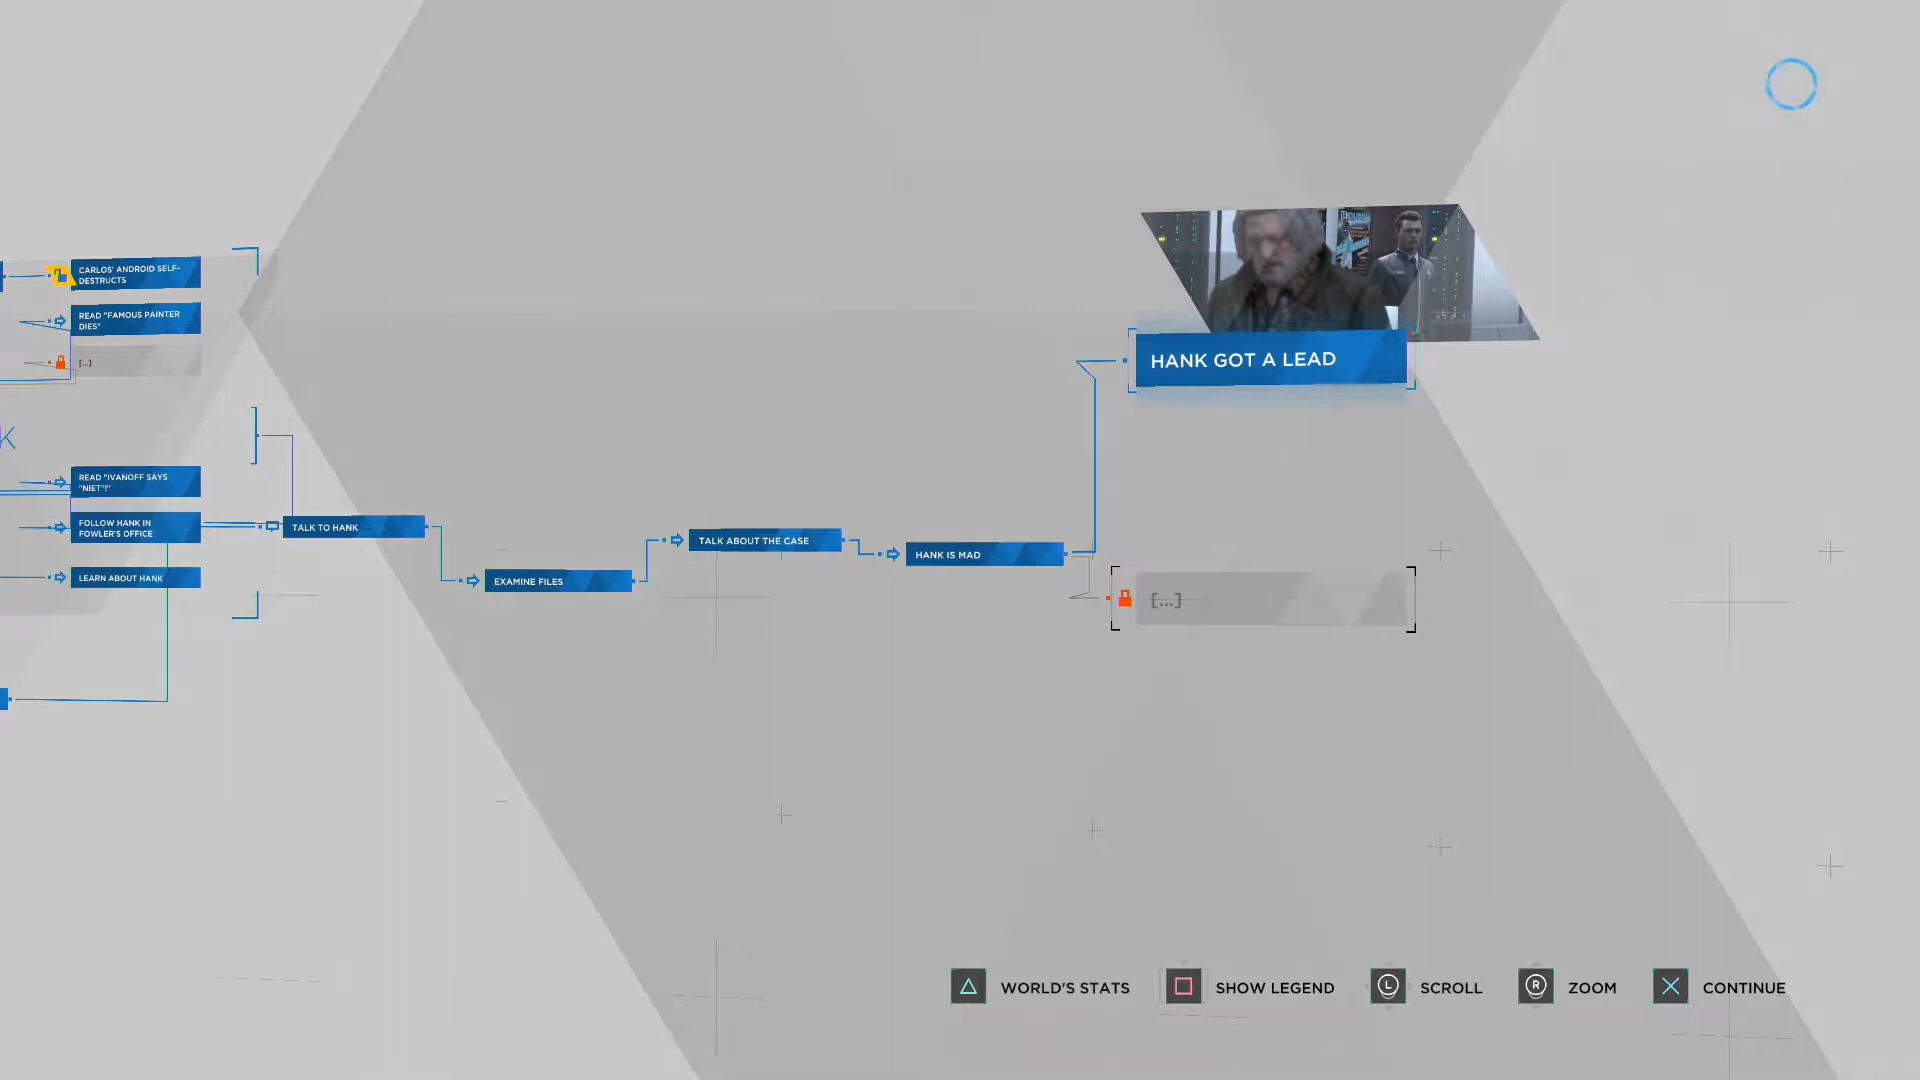 CARLOS' ANDROID SELF-
DESTRUCTS
READ "FAMOUS PAINTER
DIES"
[...]
K
READ "IVANOFF SAYS
"NIET"!"
FOLLOW HANK IN
FOWLER'S OFFICE
LEARN ABOUT HANK
TALK TO HANK
EXAMINE FILES
TALK ABOUT THE CASE
HANK IS MAD
HANK GOT A LEAD
[...]
WORLD'S STATS
SHOW LEGEND
L
SCROLL
R
ZOOM
CONTINUE